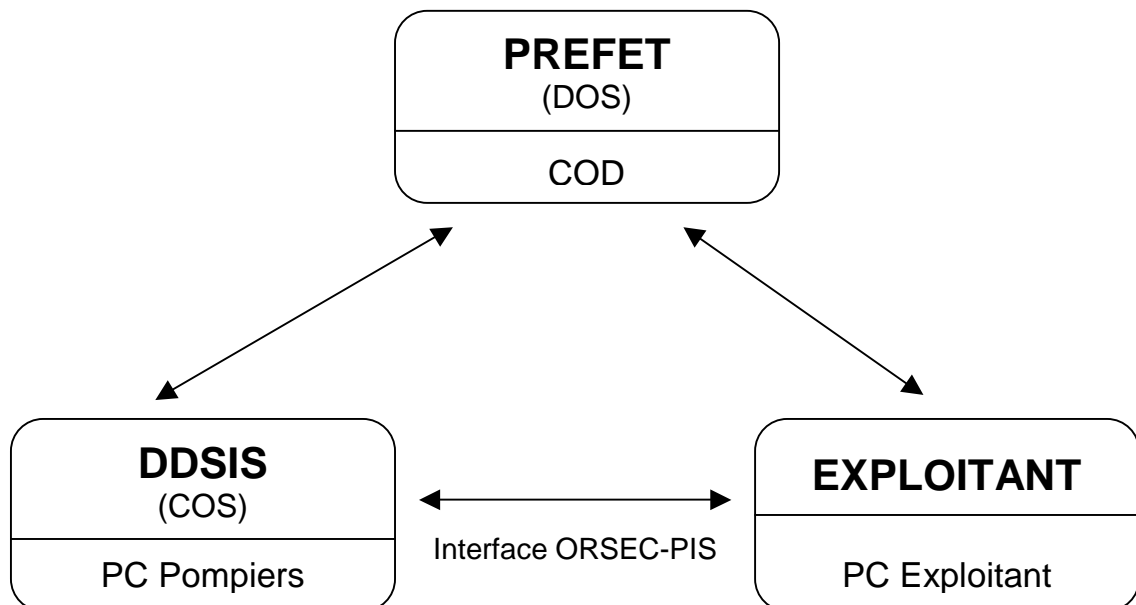 PREFET
(DOS)
COD
DDSIS
(COS)
PC Pompiers
Interface ORSEC-PIS
EXPLOITANT
PC Exploitant